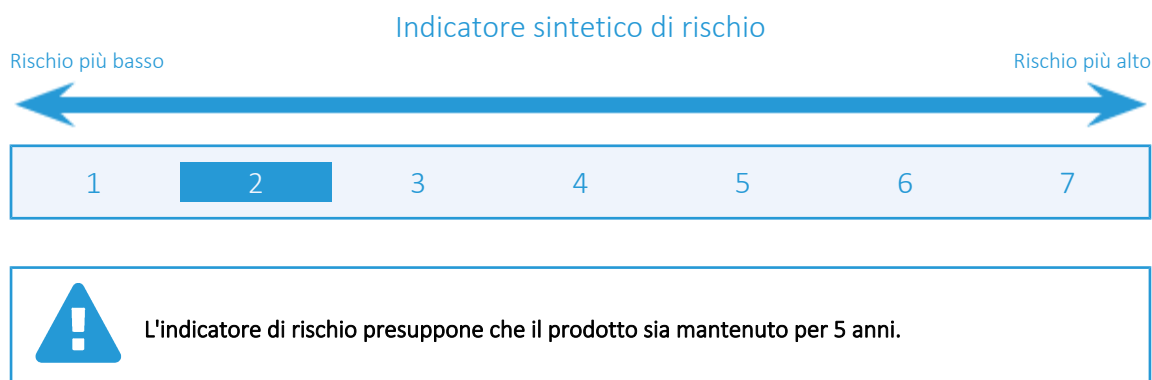 Indicatore sintetico di rischio
Rischio più basso Rischio più alto
1 2 3 4 5 6 7
L'indicatore di rischio presuppone che il prodotto sia mantenuto per 5 anni.